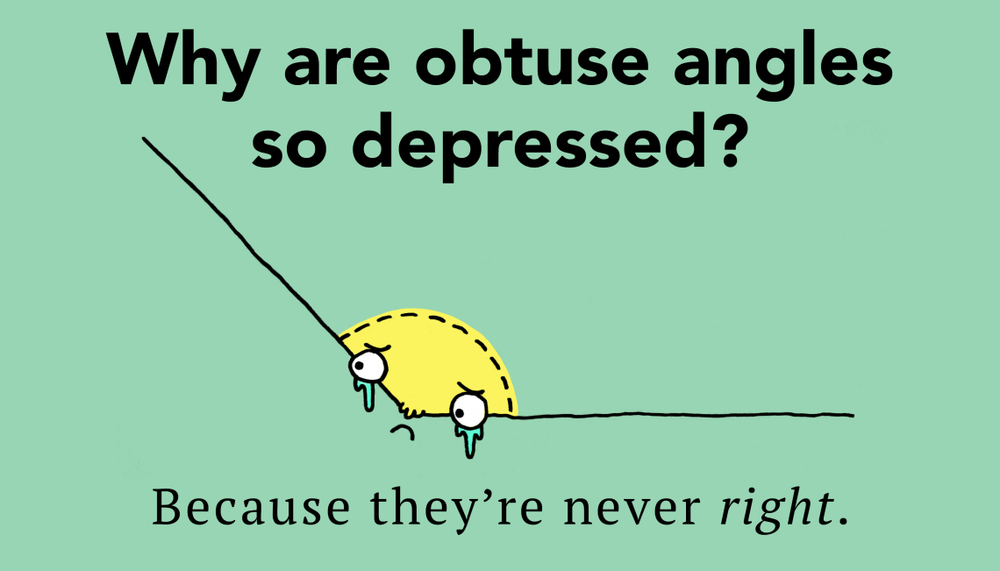 Why are obtuse angles
so depressed?
Because they’re never right.